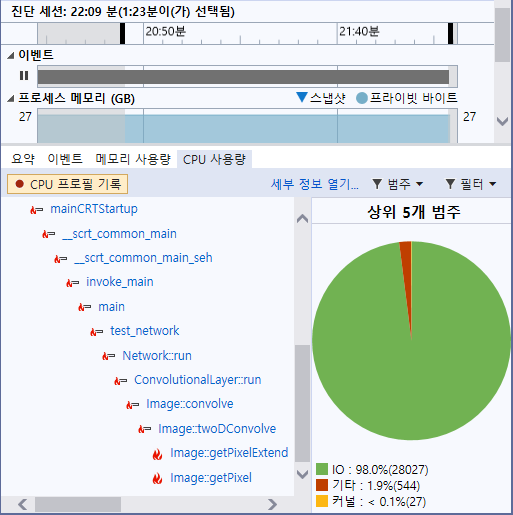 진단 세션: 22:09 분(1:23분이(가) 선택됨)
20:50분 21:40분
이벤트
프로세스 메모리 (GB) 스냅샷 프라이빗 바이트
27 27
요약 이벤트 메모리 사용량 CPU 사용량
CPU 프로필 기록 세부 정보 열기... 범주 필터
mainCRTStartup
__scrt_common_main
__scrt_common_main_seh
invoke_main
main
test_network
Network::run
ConvolutionalLayer::run
Image::convolve
Image::twoDConvolve
Image::getPixelExtend
Image::getPixel
상위 5개 범주
IO : 98.0%(28027)
기타 : 1.9%(544)
커널 : < 0.1%(27)